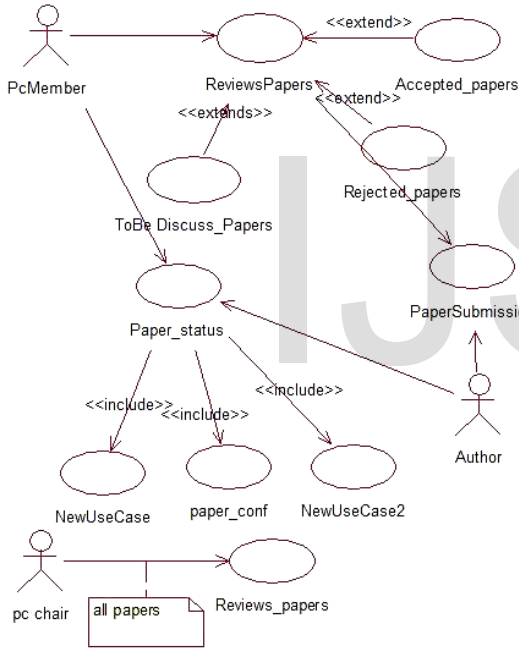 <<extend>>
PcMember
ReviewsPapers
Accepted_papers
<<extends>>
<<extend>>
Rejected_papers
ToBe Discuss_Papers
PaperSubmissi
Paper_status
<<include>>
<<include>>
<<include>>
Author
NewUseCase
paper_conf
NewUseCase2
pc chair
all papers
Reviews_papers
IJS